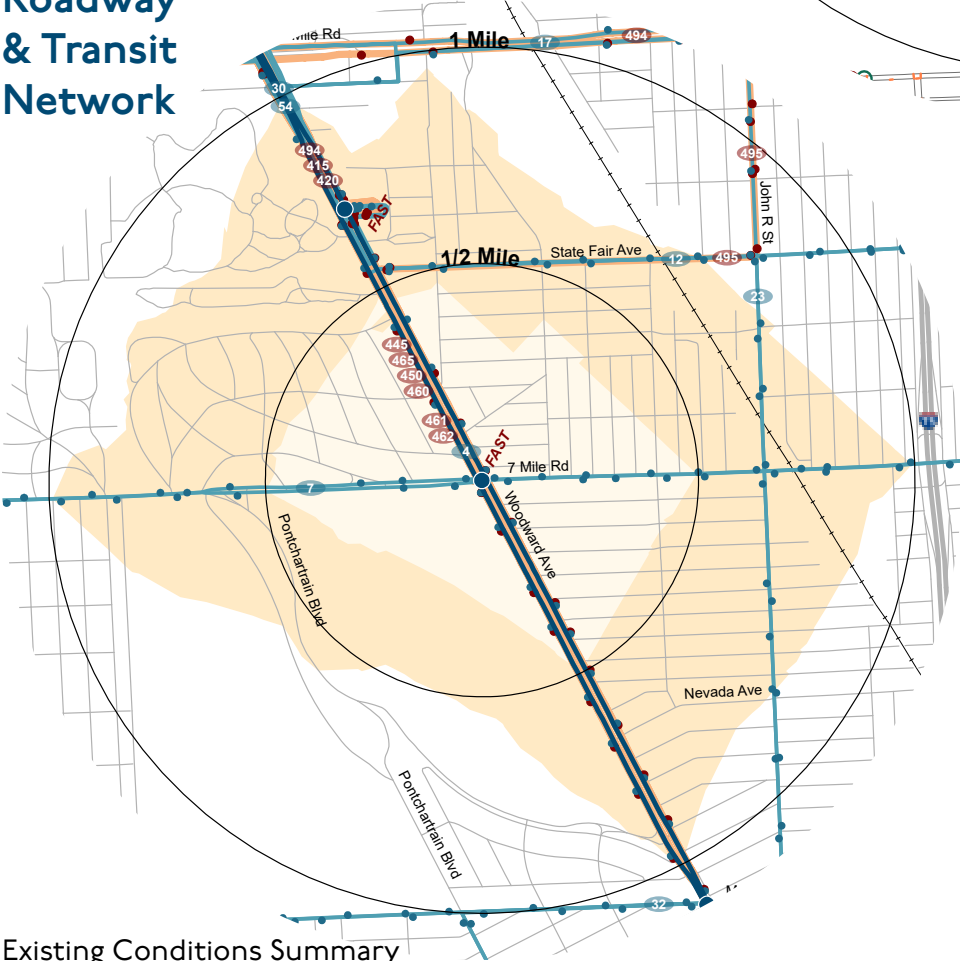 Roadway
& Transit
Network
Mile Rd
1 Mile
17
494
30
54
494
415
420
FAST
495
John R St
1/2 Mile
State Fair Ave
12
495
23
445
465
450
460
461
462
4
FAST
7 Mile Rd
7
Woodward Ave
Pontchartrain Blvd
Nevada Ave
Pontchartrain Blvd
32
Existing Conditions Summary